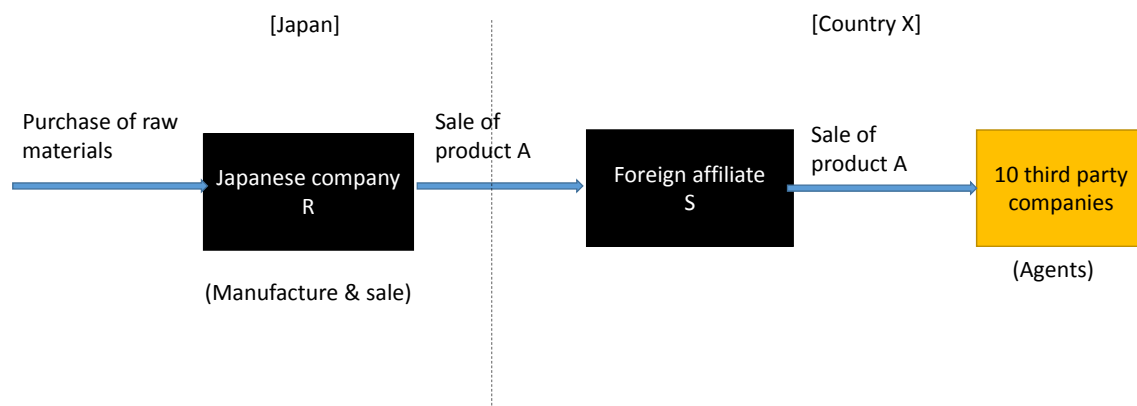 [Japan]
[Country X]
Purchase of raw
materials
Japanese company
R
(Manufacture & sale)
Sale of
product A
Foreign affiliate
S
Sale of
product A
10 third party
companies
(Agents)